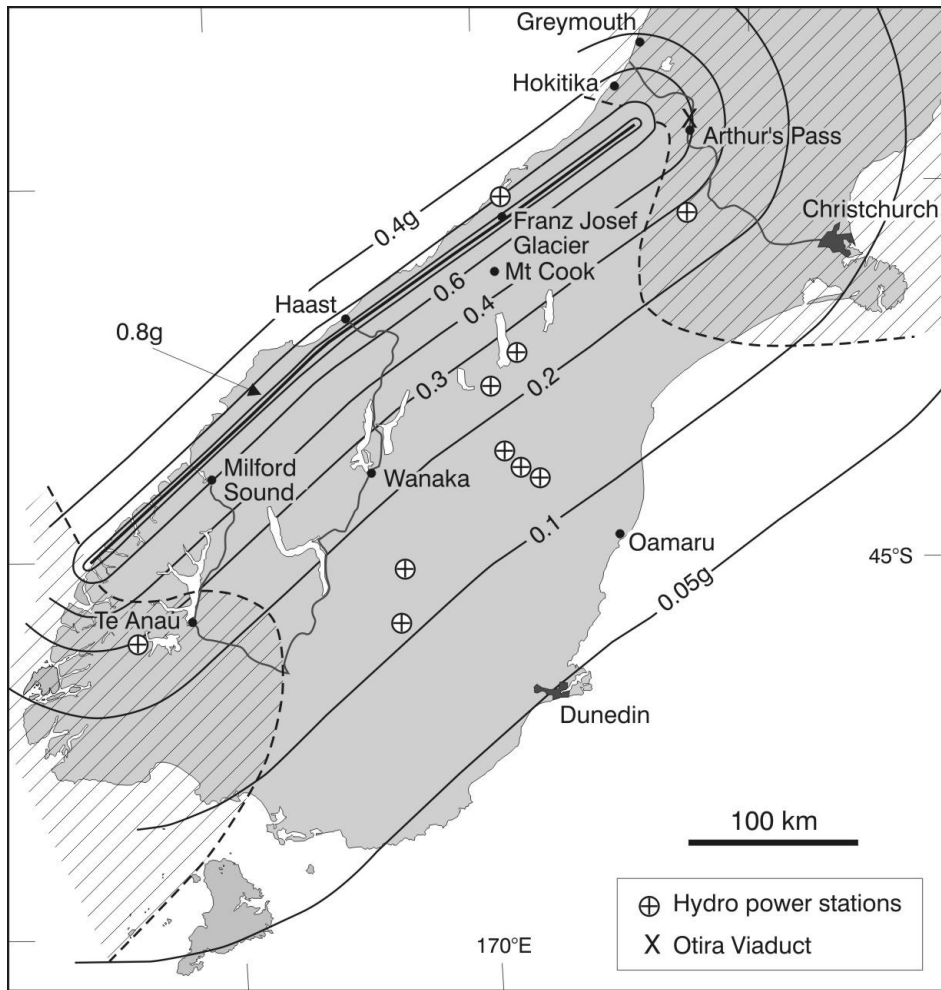 Greymouth
Hokitika
Arthur's Pass
Christchurch
0.4g
Franz Josef
Glacier
Mt Cook
0.6
0.4
Haast
0.8g
0.3
0.2
Milford
Sound
Wanaka
0.1
Oamaru
45°S
0.05g
Te Anau
Dunedin
100 km
170°E
Hydro power stations
X Otira Viaduct